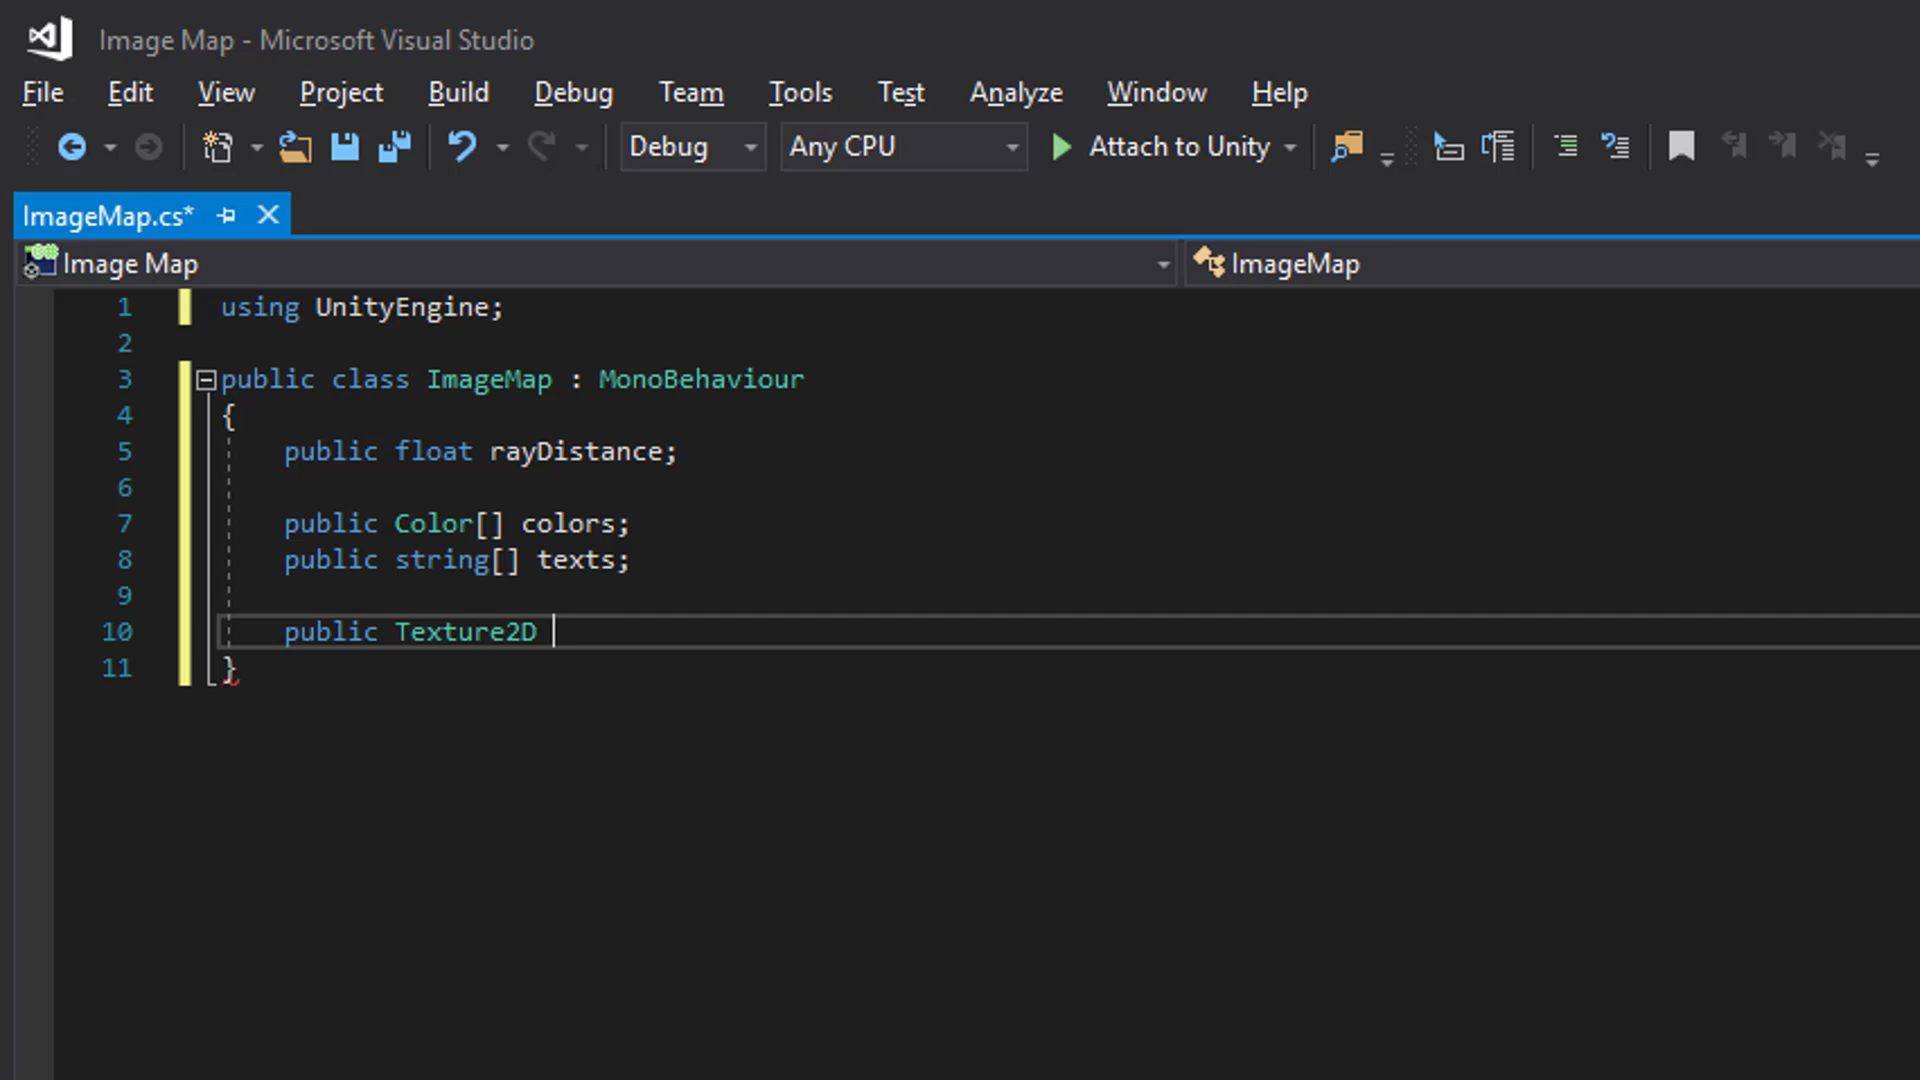 Image Map - Microsoft Visual Studio
File Edit View Project Build Debug Team Tools Test Analyze Window Help
Debug Any CPU Attach to Unity
ImageMap.cs*
Image Map ImageMap
1 using UnityEngine;
2
3 public class ImageMap : MonoBehaviour
4 {
5 public float rayDistance;
6
7 public Color[] colors;
8 public string[] texts;
9
10 public Texture2D
11 }